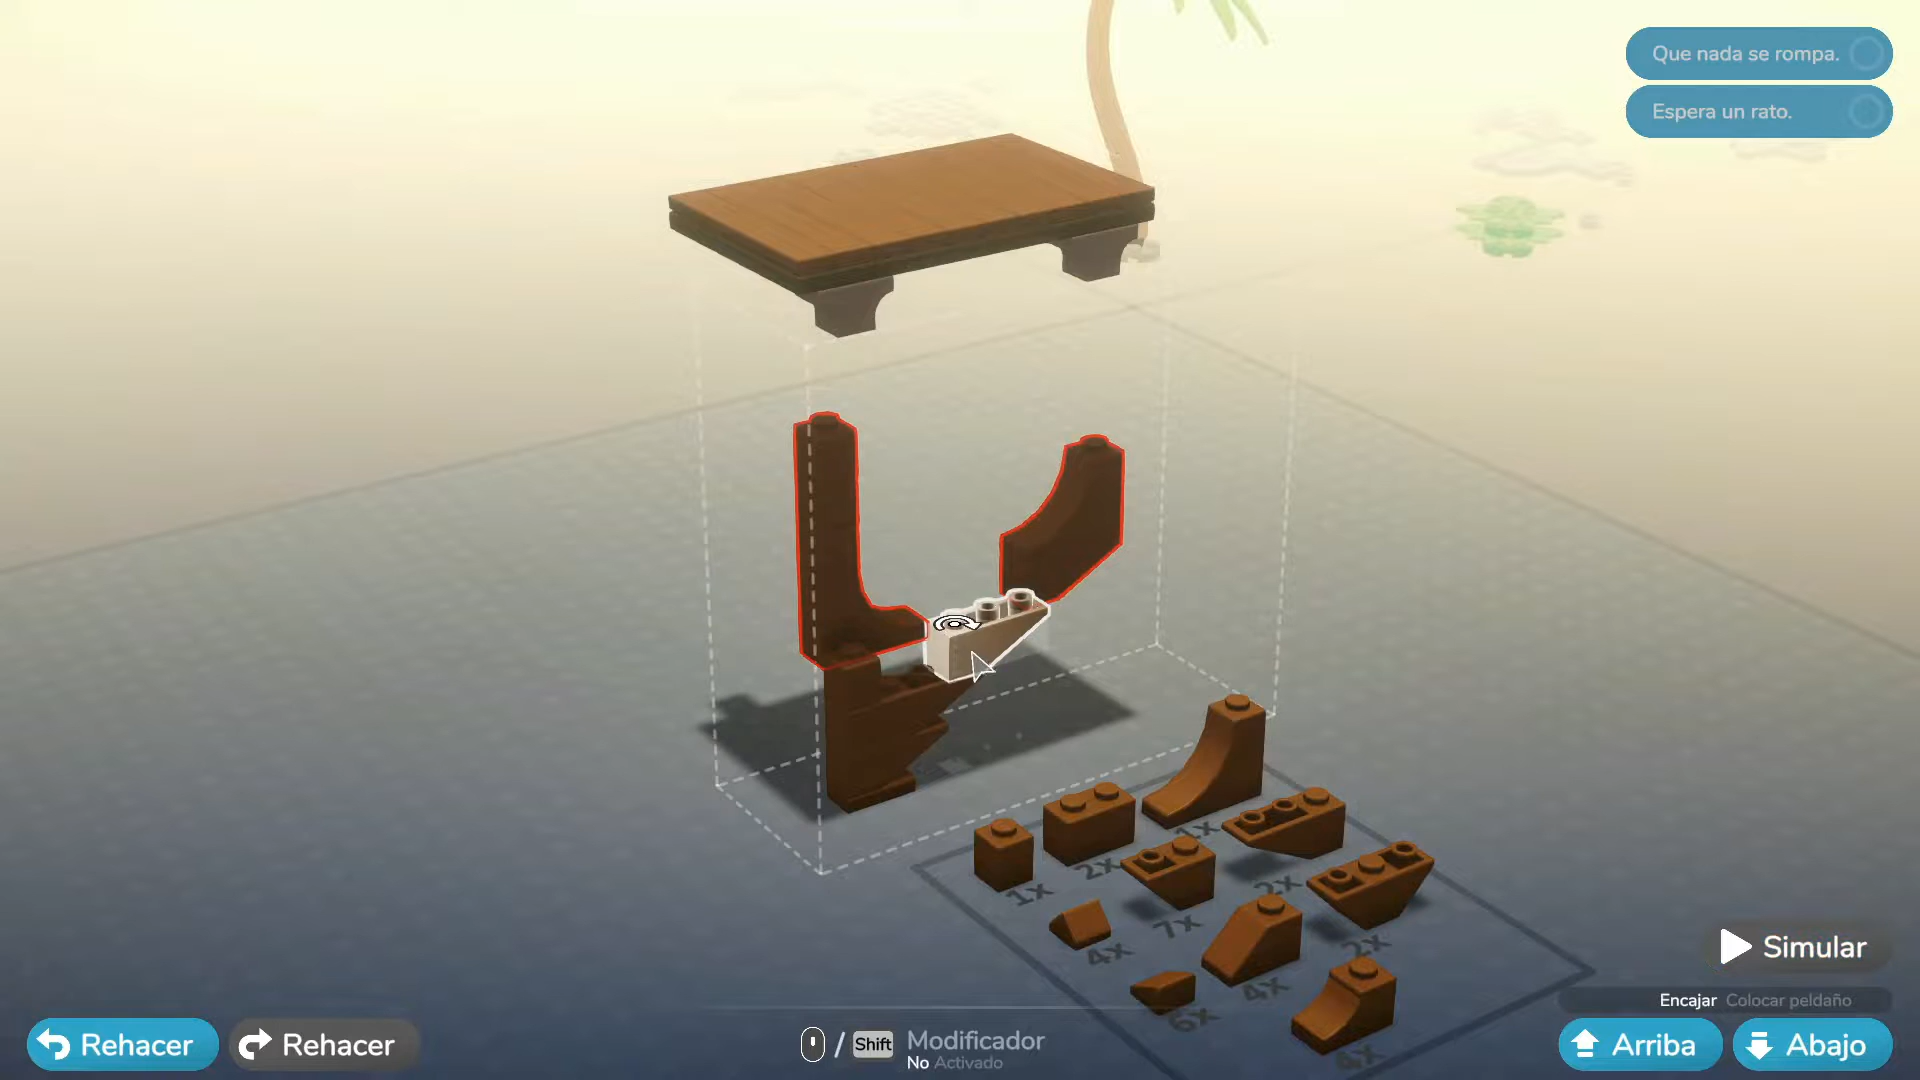 Que nada se rompa.
Espera un rato.
1x
2x
1x
2x
4x
7x
2x
6x
4x
4x
Simular
Encajar Colocar peldaño
Rehacer
Rehacer
/ Shift Modificador
No Activado
Arriba
Abajo